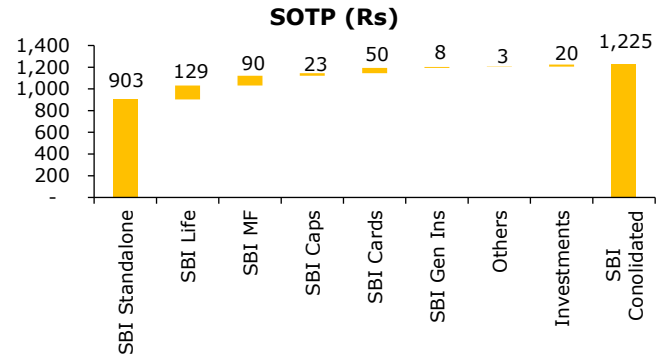 SOTP (Rs)
1,400
1,200
1,000
800
600
400
200
-
903
129
90
23
50
8
3
20
1,225
SBI Standalone
SBI Life
SBI MF
SBI Caps
SBI Cards
SBI Gen Ins
Others
Investments
SBI
Conolidated